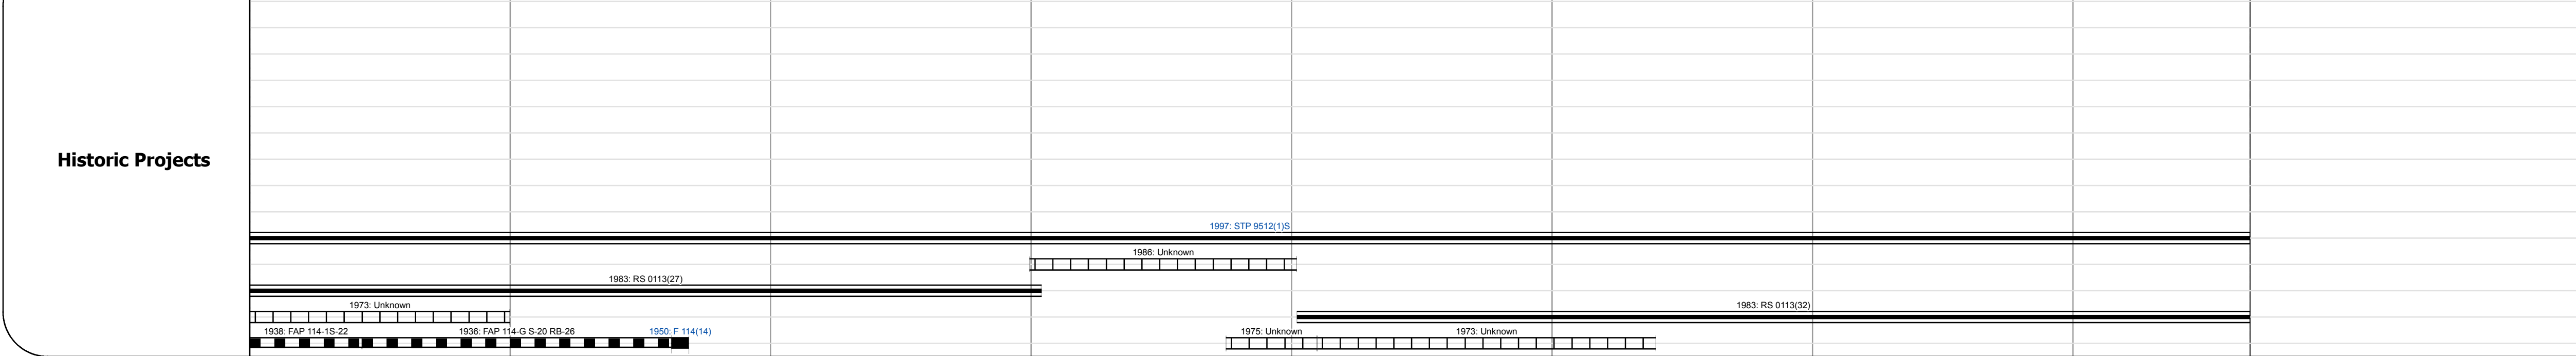 Historic Projects
1997: STP 9512(1)S
1986: Unknown
1983: RS 0113(27)
1973: Unknown
1983: RS 0113(32)
1938: FAP 114-1S-22
1936: FAP 114-G S-20 RB-26
1950: F 114(14)
1975: Unknown
1973: Unknown